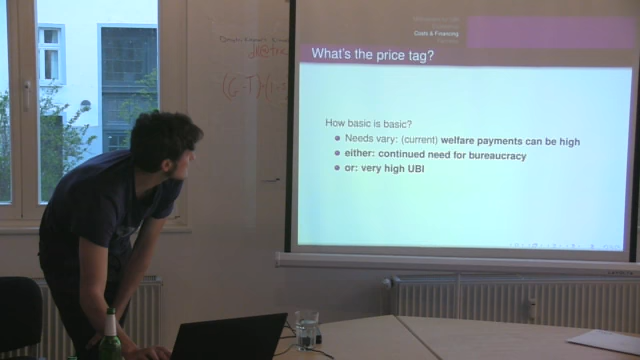 Costs & Financing
What's the price tag?
How basic is basic?
Needs vary: (current) welfare payments can be high
either: continued need for bureaucracy
or: very high UBI